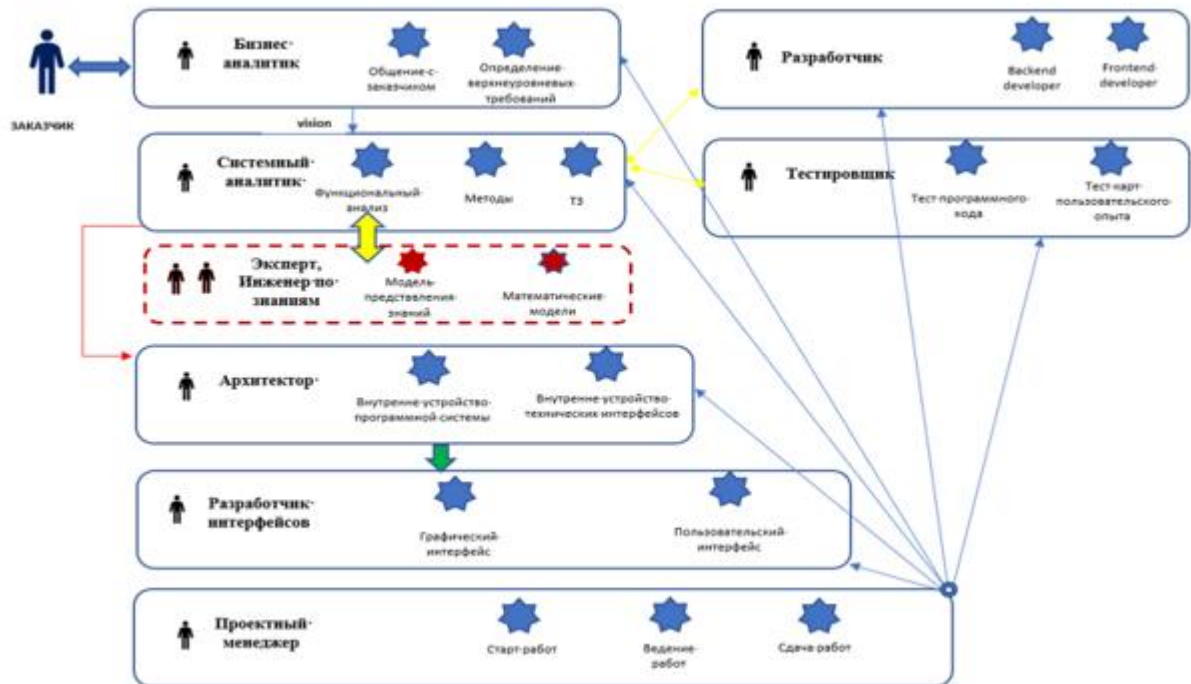 ЗАКАЗЧИК
Бизнес-
аналитик
Общение·с·
заказчиком
Определение·
верхнеуровневых·
требований
vision
Системный·
аналитик·
Функциональный·
анализ
Методы
ТЗ
Эксперт,
Инженер·по·
знаниям
Модель·
представления·
знаний
Математические·
модели
Архитектор·
Внутренне·устройство·
программной·системы
Внутренне·устройство·
технических·интерфейсов
Разработчик·
интерфейсов
Графический·
интерфейс
Пользовательский·
интерфейс
Проектный·
менеджер
Старт·работ
Ведение·
работ
Сдача·работ
Разработчик
Backend
developer
Frontend·
developer
Тестировщик
Тест·программного·
кода
Тест·карт·
пользовательского·
опыта